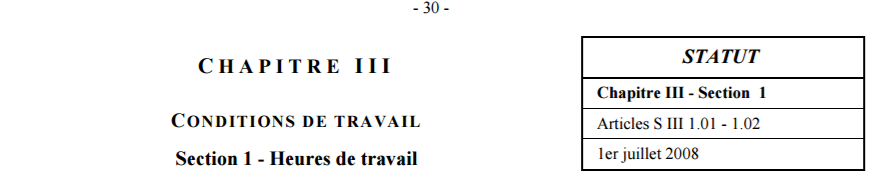 - 30 -
CHAPITRE III
CONDITIONS DE TRAVAIL
Section 1 - Heures de travail
STATUT
Chapitre III - Section 1
Articles S III 1.01 - 1.02
1er juillet 2008